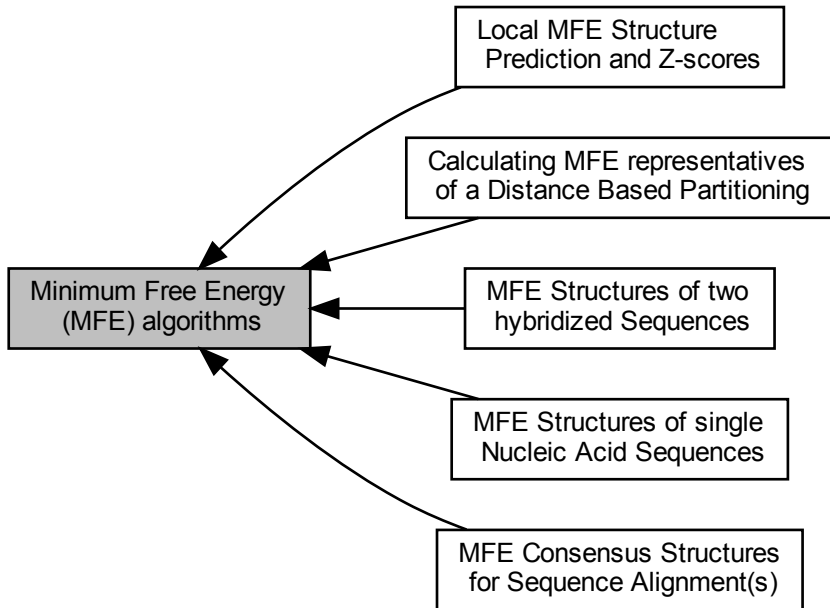 Local MFE Structure
Prediction and Z-scores
Calculating MFE representatives
of a Distance Based Partitioning
Minimum Free Energy
(MFE) algorithms
MFE Structures of two
hybridized Sequences
MFE Structures of single
Nucleic Acid Sequences
MFE Consensus Structures
for Sequence Alignment(s)